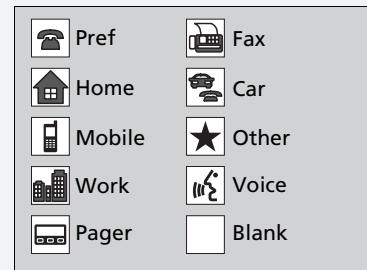 Pref
Fax
Home
Car
Mobile
Other
Work
Voice
Pager
Blank